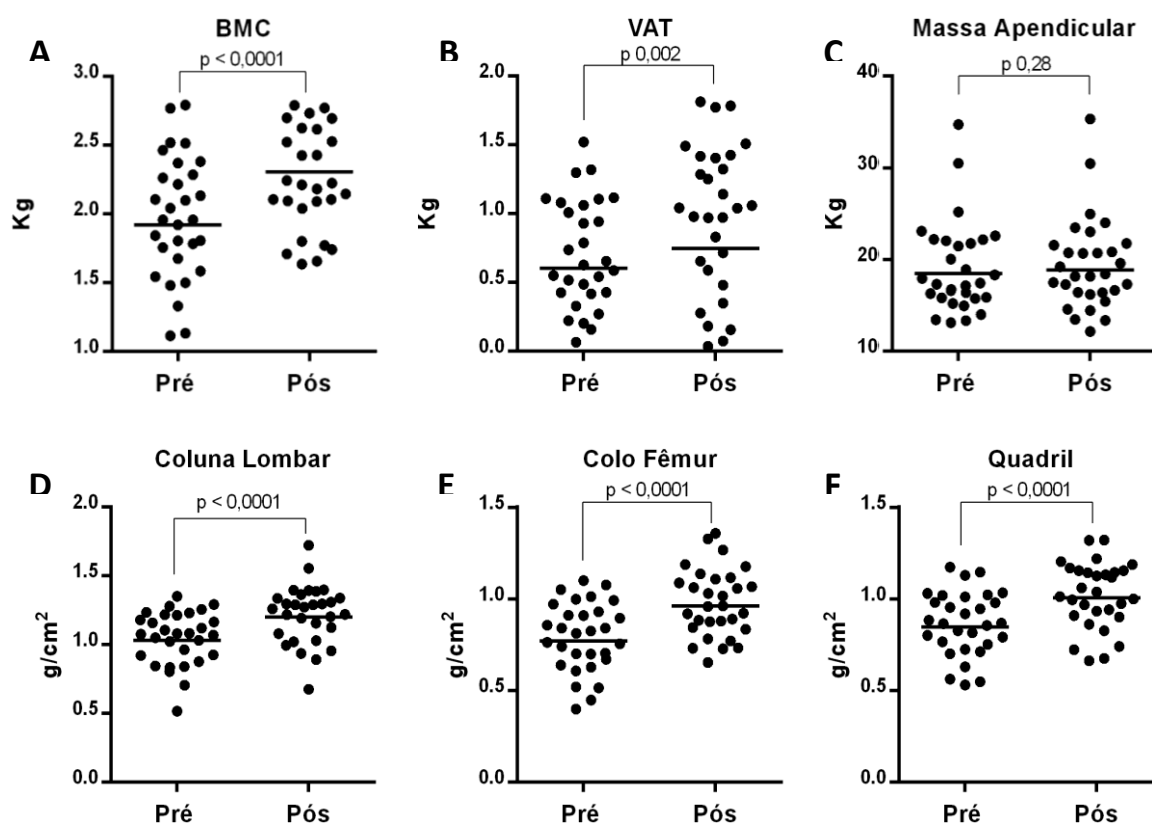 A
BMC
p < 0,0001
Kg
3.0
2.5
2.0
1.5
1.0
Pré
Pós
B
VAT
p 0,002
Kg
2.0
1.5
1.0
0.5
0.0
Pré
Pós
C
Massa Apendicular
p 0,28
Kg
40
30
20
10
Pré
Pós
D
Coluna Lombar
p < 0,0001
g/cm²
2.0
1.5
1.0
0.5
0.0
Pré
Pós
E
Colo Fêmur
p < 0,0001
g/cm²
1.5
1.0
0.5
0.0
Pré
Pós
F
Quadril
p < 0,0001
g/cm²
1.5
1.0
0.5
0.0
Pré
Pós